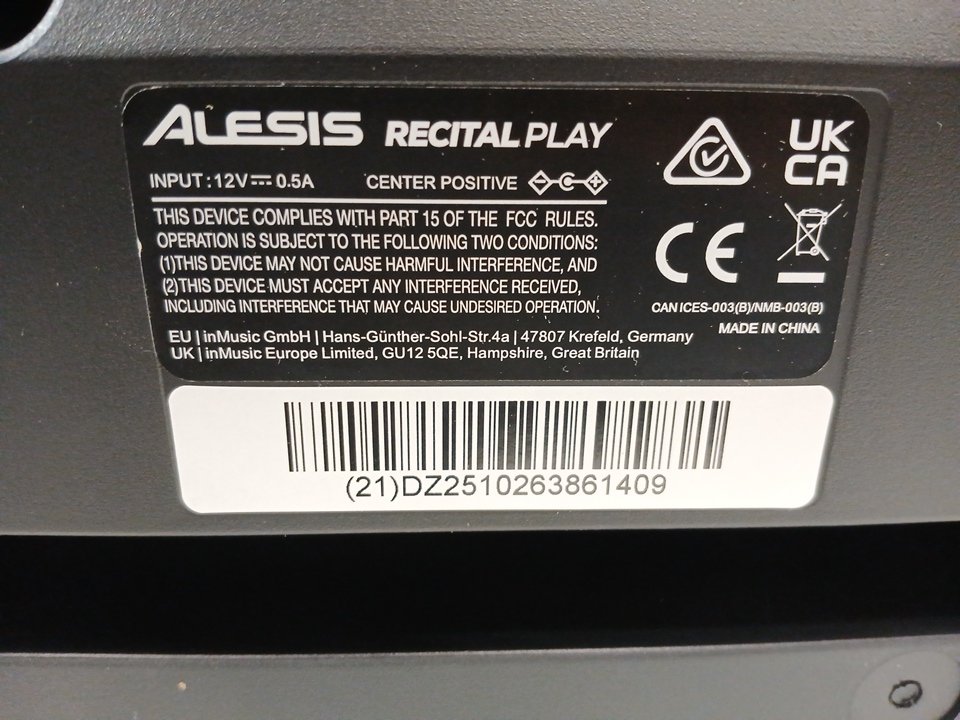 ALESIS RECITAL PLAY
INPUT : 12V 0.5A CENTER POSITIVE
THIS DEVICE COMPLIES WITH PART 15 OF THE FCC RULES.
OPERATION IS SUBJECT TO THE FOLLOWING TWO CONDITIONS:
(1)THIS DEVICE MAY NOT CAUSE HARMFUL INTERFERENCE, AND
(2)THIS DEVICE MUST ACCEPT ANY INTERFERENCE RECEIVED,
INCLUDING INTERFERENCE THAT MAY CAUSE UNDESIRED OPERATION.
EU | inMusic GmbH | Hans-Günther-Sohl-Str.4a | 47807 Krefeld, Germany
UK | inMusic Europe Limited, GU12 5QE, Hampshire, Great Britain
UK
CA
CE
CAN ICES-003(B)/NMB-003(B)
MADE IN CHINA
(21)DZ2510263861409